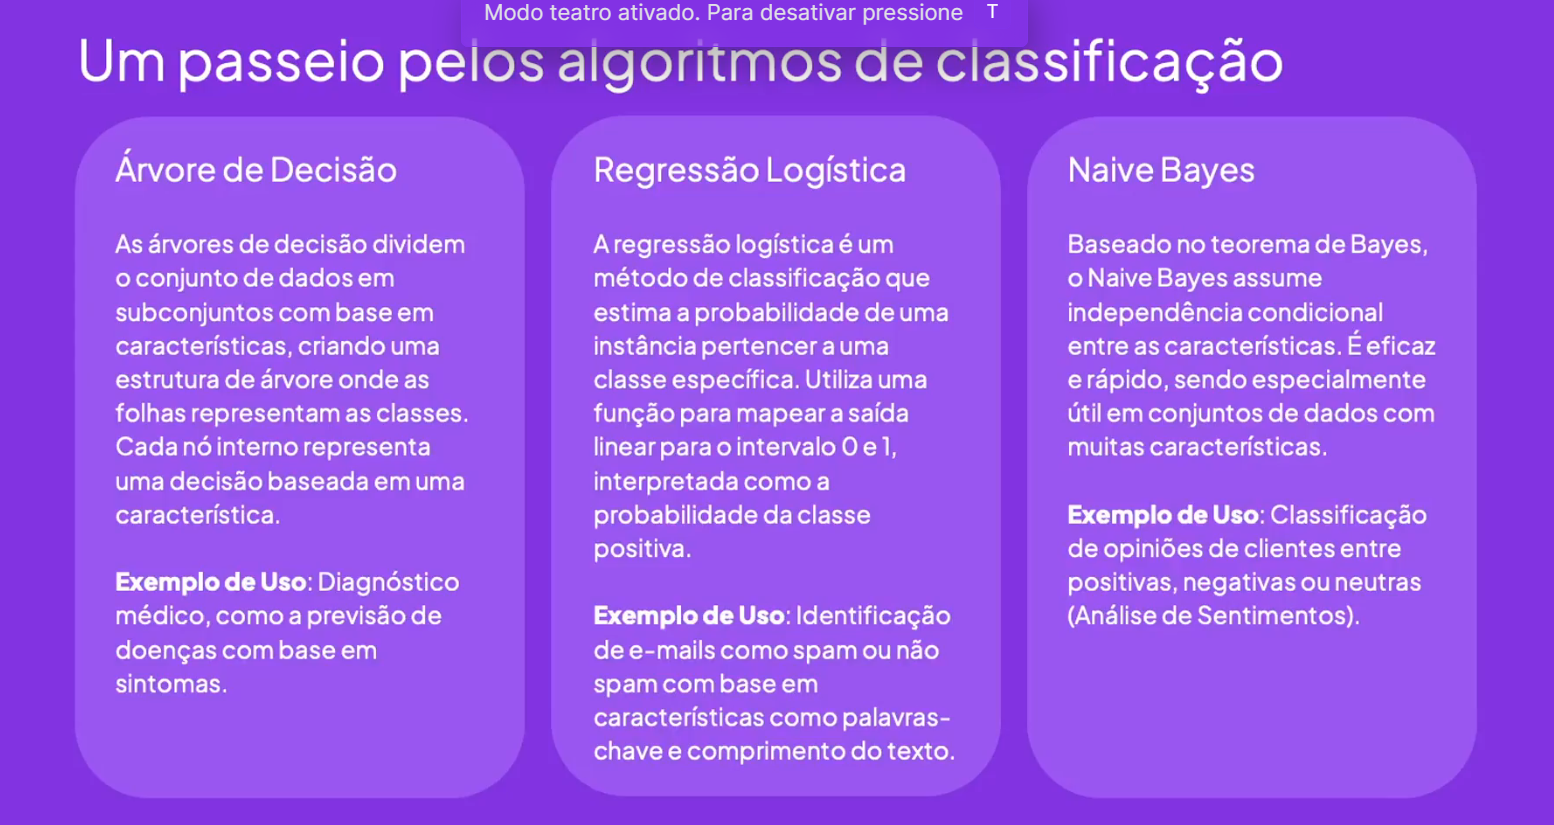 Modo teatro ativado. Para desativar pressione T
Um passeio pelos algoritmos de classificação
Árvore de Decisão
As árvores de decisão dividem
o conjunto de dados em
subconjuntos com base em
características, criando uma
estrutura de árvore onde as
folhas representam as classes.
Cada nó interno representa
uma decisão baseada em uma
característica.
Exemplo de Uso: Diagnóstico
médico, como a previsão de
doenças com base em
sintomas.
Regressão Logística
A regressão logística é um
método de classificação que
estima a probabilidade de uma
instância pertencer a uma
classe específica. Utiliza uma
função para mapear a saída
linear para o intervalo 0 e 1,
interpretada como a
probabilidade da classe
positiva.
Exemplo de Uso: Identificação
de e-mails como spam ou não
spam com base em
características como palavras-
chave e comprimento do texto.
Naive Bayes
Baseado no teorema de Bayes,
o Naive Bayes assume
independência condicional
entre as características. É eficaz
e rápido, sendo especialmente
útil em conjuntos de dados com
muitas características.
Exemplo de Uso: Classificação
de opiniões de clientes entre
positivas, negativas ou neutras
(Análise de Sentimentos).